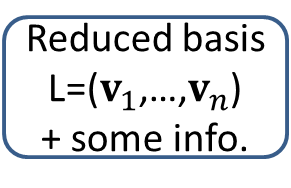 Reduced basis
L=(𝐯₁,…,𝐯ₙ)
+ some info.